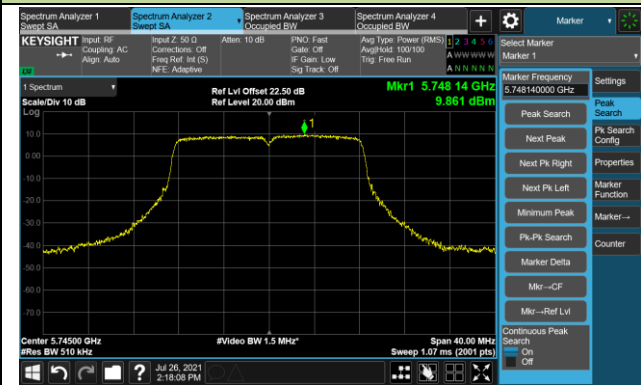 Spectrum Analyzer 1
Swept SA
Spectrum Analyzer 2
Swept SA
Spectrum Analyzer 3
Occupied BW
Spectrum Analyzer 4
Occupied BW
+
Marker
KEYSIGHT
Input: RF
Coupling: AC
Align: Auto
Input Z: 50 Ω
Corrections: Off
Freq Ref: Int (S)
NFE: Adaptive
Atten: 10 dB
PNO: Fast
Gate: Off
IF Gain: Low
Sig Track: Off
Avg Type: Power (RMS)
Avg|Hold: 100/100
Trig: Free Run
1 2 3 4 5 6
A W W W W W
A N N N N N
LXI
Select Marker
Marker 1
1 Spectrum
Scale/Div 10 dB
Log
Ref Lvl Offset 22.50 dB
Ref Level 20.00 dBm
Mkr1 5.748 14 GHz
9.861 dBm
1
10.0
0.00
-10.0
-20.0
-30.0
-40.0
-50.0
-60.0
-70.0
Center 5.74500 GHz
#Res BW 510 kHz
#Video BW 1.5 MHz*
Span 40.00 MHz
Sweep 1.07 ms (2001 pts)
Marker Frequency
5.748140000 GHz
Peak Search
Next Peak
Next Pk Right
Next Pk Left
Minimum Peak
Pk-Pk Search
Marker Delta
Mkr→CF
Mkr→Ref Lvl
Continuous Peak
Search
On
Off
Settings
Peak
Search
Pk Search
Config
Properties
Marker
Function
Marker→
Counter
?
Jul 26, 2021
2:18:08 PM